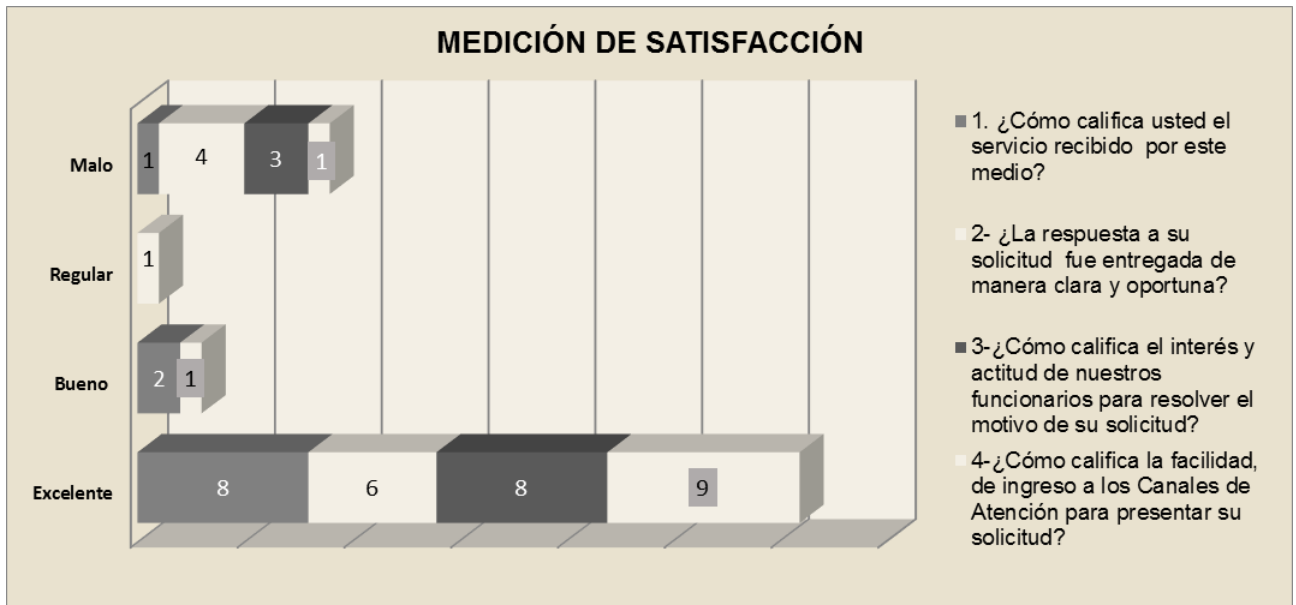 MEDICIÓN DE SATISFACCIÓN
Malo
1 4 3 1
Regular
1
Bueno
2 1
Excelente
8 6 8 9
1. ¿Cómo califica usted el
servicio recibido por este
medio?
2- ¿La respuesta a su
solicitud fue entregada de
manera clara y oportuna?
3-¿Cómo califica el interés y
actitud de nuestros
funcionarios para resolver el
motivo de su solicitud?
4-¿Cómo califica la facilidad,
de ingreso a los Canales de
Atención para presentar su
solicitud?